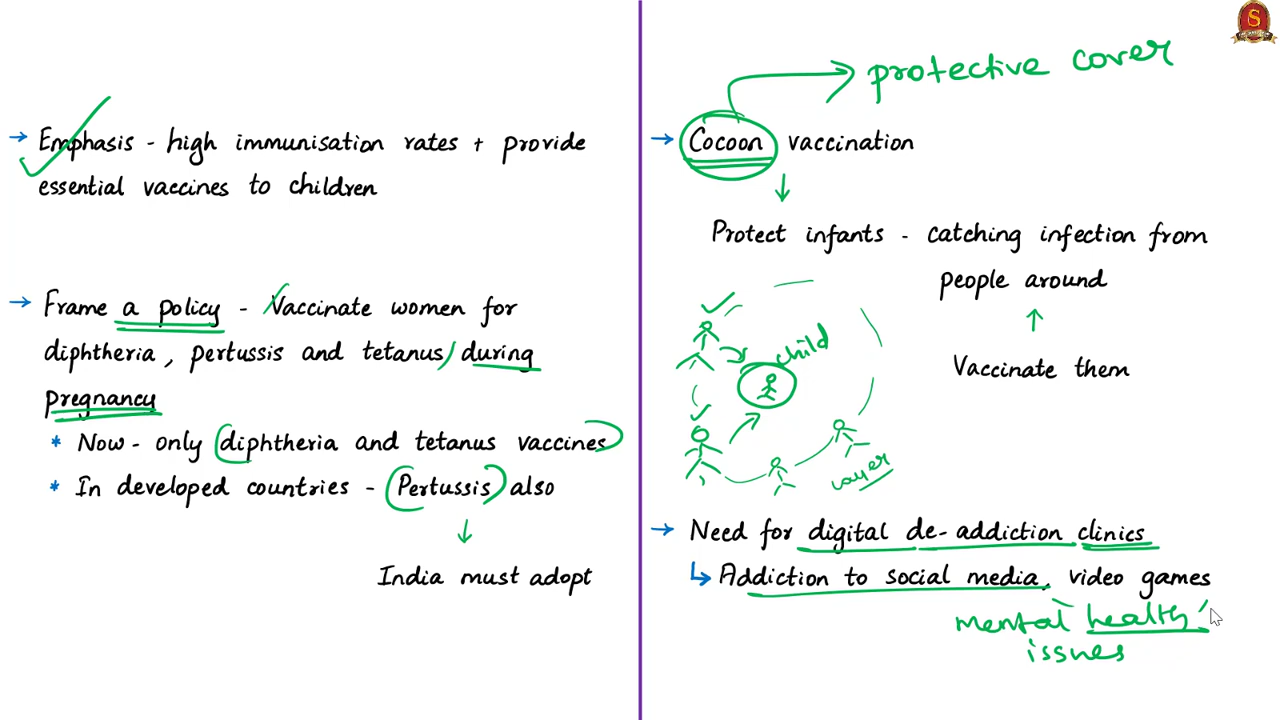 → Emphasis - high immunisation rates + provide
essential vaccines to children
→ Frame a policy - Vaccinate women for
diphtheria, pertussis and tetanus during
pregnancy
* Now - only diphtheria and tetanus vaccines
* In developed countries - Pertussis also
↓
India must adopt
protective cover
→ Cocoon vaccination
↓
Protect infants - catching infection from
people around
↑
Vaccinate them
child
→ Need for digital de-addiction clinics
↳ Addiction to social media, video games
mental health
issues